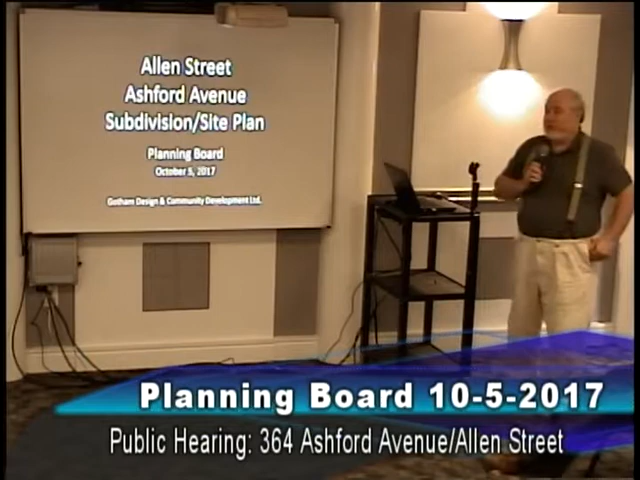 Allen Street
Ashford Avenue
Subdivision/Site Plan
Planning Board
October 5, 2017
Gotham Design & Community Development Ltd.
Planning Board 10-5-2017
Public Hearing: 364 Ashford Avenue/Allen Street